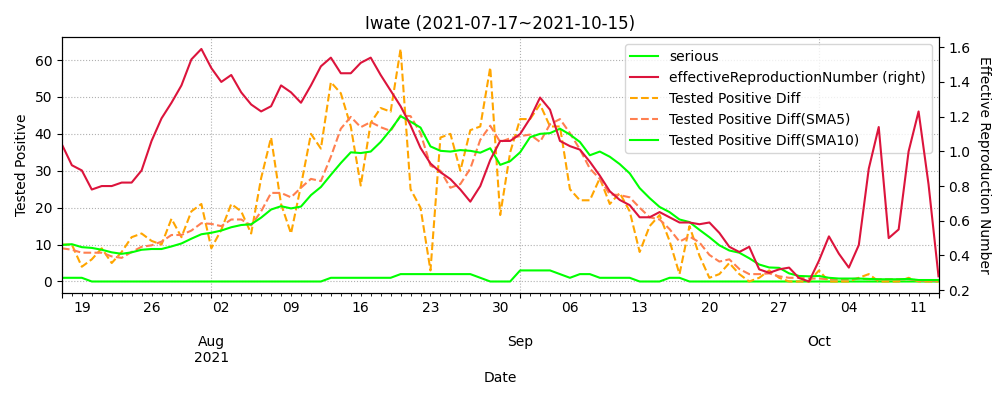 Iwate (2021-07-17~2021-10-15)
serious
effectiveReproductionNumber (right)
Tested Positive Diff
Tested Positive Diff(SMA5)
Tested Positive Diff(SMA10)
Tested Positive
60
50
40
30
20
10
0
Effective Reproduction Number
1.6
1.4
1.2
1.0
0.8
0.6
0.4
0.2
19 26 02 09 16 23 30 06 13 20 27 04 11
Aug Sep Oct
2021
Date